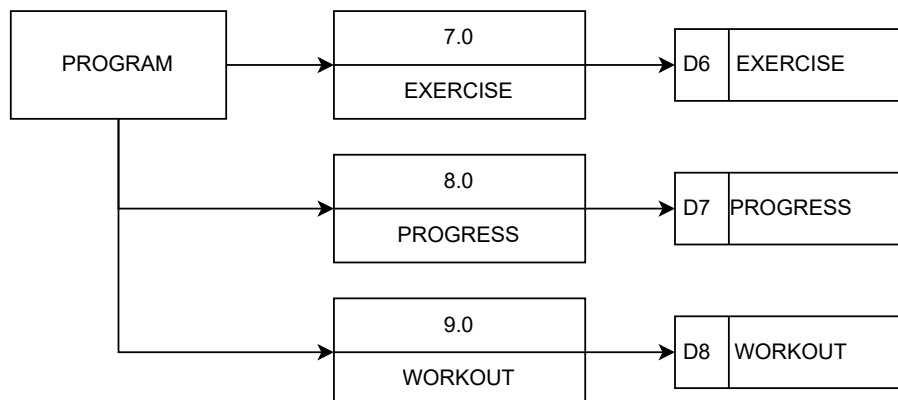 PROGRAM
7.0
EXERCISE
D6 EXERCISE
8.0
PROGRESS
D7 PROGRESS
9.0
WORKOUT
D8 WORKOUT